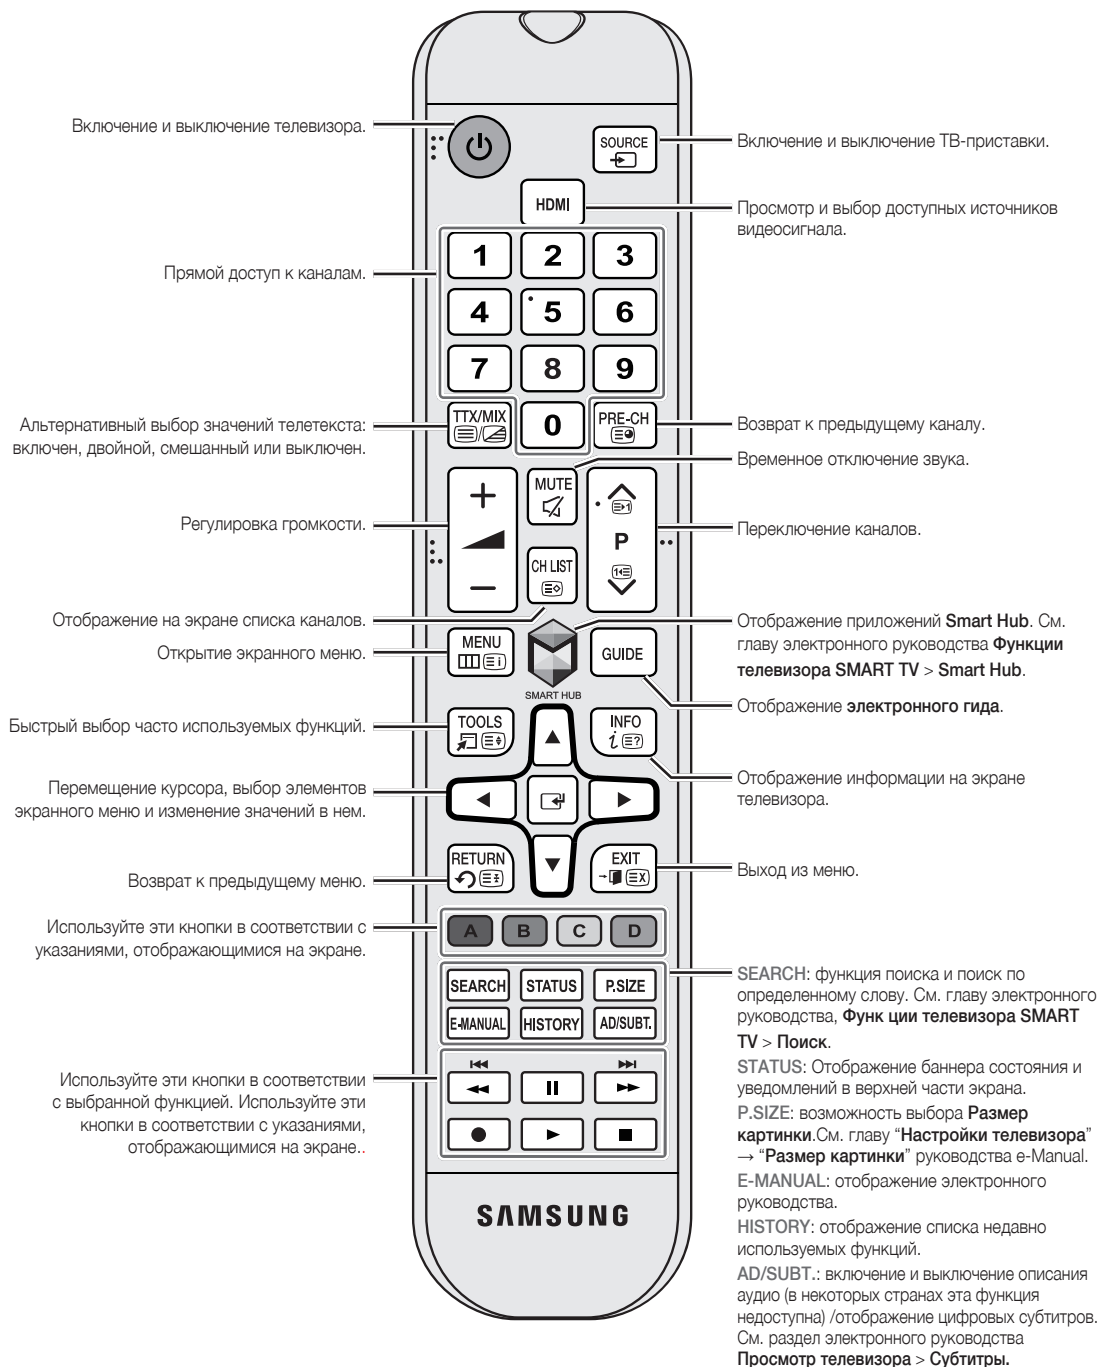 Включение и выключение телевизора.
SOURCE
Включение и выключение ТВ-приставки.
HDMI
Просмотр и выбор доступных источников
видеосигнала.
1 2 3
Прямой доступ к каналам.
4 5 6
7 8 9
Альтернативный выбор значений телетекста:
включен, двойной, смешанный или выключен.
TTX/MIX
0
PRE-CH
Возврат к предыдущему каналу.
Временное отключение звука.
MUTE
Регулировка громкости.
P
Переключение каналов.
CH LIST
Отображение на экране списка каналов.
Отображение приложений Smart Hub. См.
главу электронного руководства Функции
телевизора SMART TV > Smart Hub.
Открытие экранного меню.
MENU
GUIDE
SMART HUB
Отображение электронного гида.
Быстрый выбор часто используемых функций.
TOOLS
INFO
Отображение информации на экране
телевизора.
Перемещение курсора, выбор элементов
экранного меню и изменение значений в нем.
RETURN
EXIT
Возврат к предыдущему меню.
Выход из меню.
Используйте эти кнопки в соответствии с
указаниями, отображающимися на экране.
A B C D
SEARCH STATUS P.SIZE
E-MANUAL HISTORY AD/SUBT.
Используйте эти кнопки в соответствии
с выбранной функцией. Используйте эти
кнопки в соответствии с указаниями,
отображающимися на экране..
SAMSUNG
SEARCH: функция поиска и поиск по
определенному слову. См. главу электронного
руководства, Функ ции телевизора SMART
TV > Поиск.
STATUS: Отображение баннера состояния и
уведомлений в верхней части экрана.
P.SIZE: возможность выбора Размер
картинки.См. главу “Настройки телевизора”
→ “Размер картинки” руководства e-Manual.
E-MANUAL: отображение электронного
руководства.
HISTORY: отображение списка недавно
используемых функций.
AD/SUBT.: включение и выключение описания
аудио (в некоторых странах эта функция
недоступна) /отображение цифровых субтитров.
См. раздел электронного руководства
Просмотр телевизора > Субтитры.